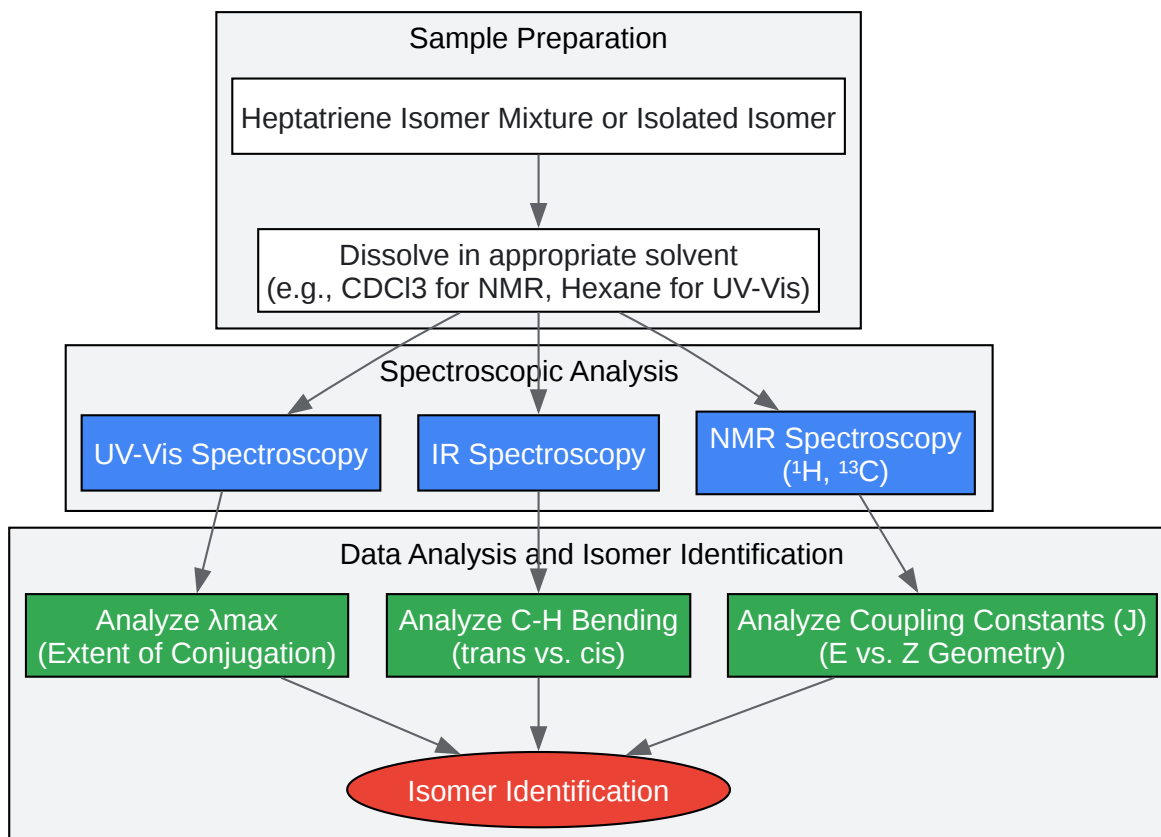 Sample Preparation
Heptatriene Isomer Mixture or Isolated Isomer
Dissolve in appropriate solvent
(e.g., CDCl3 for NMR, Hexane for UV-Vis)
Spectroscopic Analysis
UV-Vis Spectroscopy
IR Spectroscopy
NMR Spectroscopy
(¹H, ¹³C)
Data Analysis and Isomer Identification
Analyze λmax
(Extent of Conjugation)
Analyze C-H Bending
(trans vs. cis)
Analyze Coupling Constants (J)
(E vs. Z Geometry)
Isomer Identification